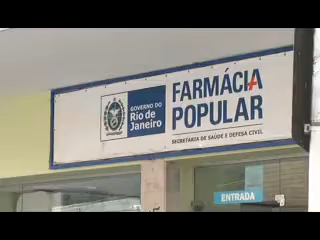 GOVERNO DO
Rio de
Janeiro
FARMÁCIA
POPULAR
SECRETARIA DE SAÚDE E DEFESA CIVIL
ENTRADA